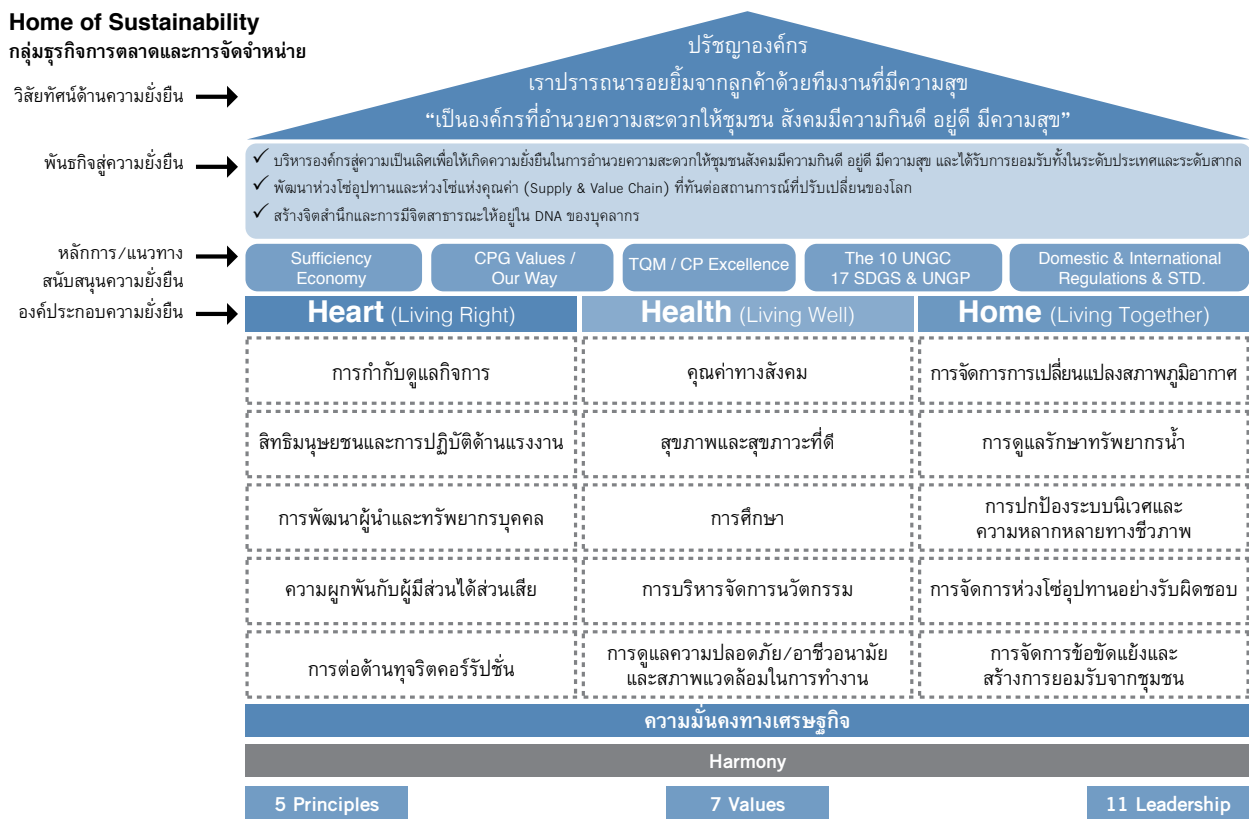 Home of Sustainability
กลุ่มธุรกิจการตลาดและการจัดจำหน่าย
วิสัยทัศน์ด้านความยั่งยืน
ปรัชญาองค์กร
เราปรารถนารอยยิ้มจากลูกค้าด้วยทีมงานที่มีความสุข
“เป็นองค์กรที่อำนวยความสะดวกให้ชุมชน สังคมมีความกินดี อยู่ดี มีความสุข”
พันธกิจสู่ความยั่งยืน
✓ บริหารองค์กรสู่ความเป็นเลิศเพื่อให้เกิดความยั่งยืนในการอำนวยความสะดวกให้ชุมชนสังคมมีความกินดี อยู่ดี มีความสุข และได้รับการยอมรับทั้งในระดับประเทศและระดับสากล
✓ พัฒนาห่วงโซ่อุปทานและห่วงโซ่แห่งคุณค่า (Supply & Value Chain) ที่ทันต่อสถานการณ์ที่ปรับเปลี่ยนของโลก
✓ สร้างจิตสำนึกและการมีจิตสาธารณะให้อยู่ใน DNA ของบุคลากร
หลักการ/แนวทาง
สนับสนุนความยั่งยืน
Sufficiency
Economy
CPG Values /
Our Way
TQM / CP Excellence
The 10 UNGC
17 SDGS & UNGP
Domestic & International
Regulations & STD.
องค์ประกอบความยั่งยืน
Heart (Living Right)
Health (Living Well)
Home (Living Together)
การกำกับดูแลกิจการ
คุณค่าทางสังคม
การจัดการการเปลี่ยนแปลงสภาพภูมิอากาศ
สิทธิมนุษยชนและการปฏิบัติด้านแรงงาน
สุขภาพและสุขภาวะที่ดี
การดูแลรักษาทรัพยากรน้ำ
การพัฒนาผู้นำและทรัพยากรบุคคล
การศึกษา
การปกป้องระบบนิเวศและ
ความหลากหลายทางชีวภาพ
ความผูกพันกับผู้มีส่วนได้ส่วนเสีย
การบริหารจัดการนวัตกรรม
การจัดการห่วงโซ่อุปทานอย่างรับผิดชอบ
การต่อต้านทุจริตคอร์รัปชั่น
การดูแลความปลอดภัย/อาชีวอนามัย
และสภาพแวดล้อมในการทำงาน
การจัดการข้อขัดแย้งและ
สร้างการยอมรับจากชุมชน
ความมั่นคงทางเศรษฐกิจ
Harmony
5 Principles
7 Values
11 Leadership